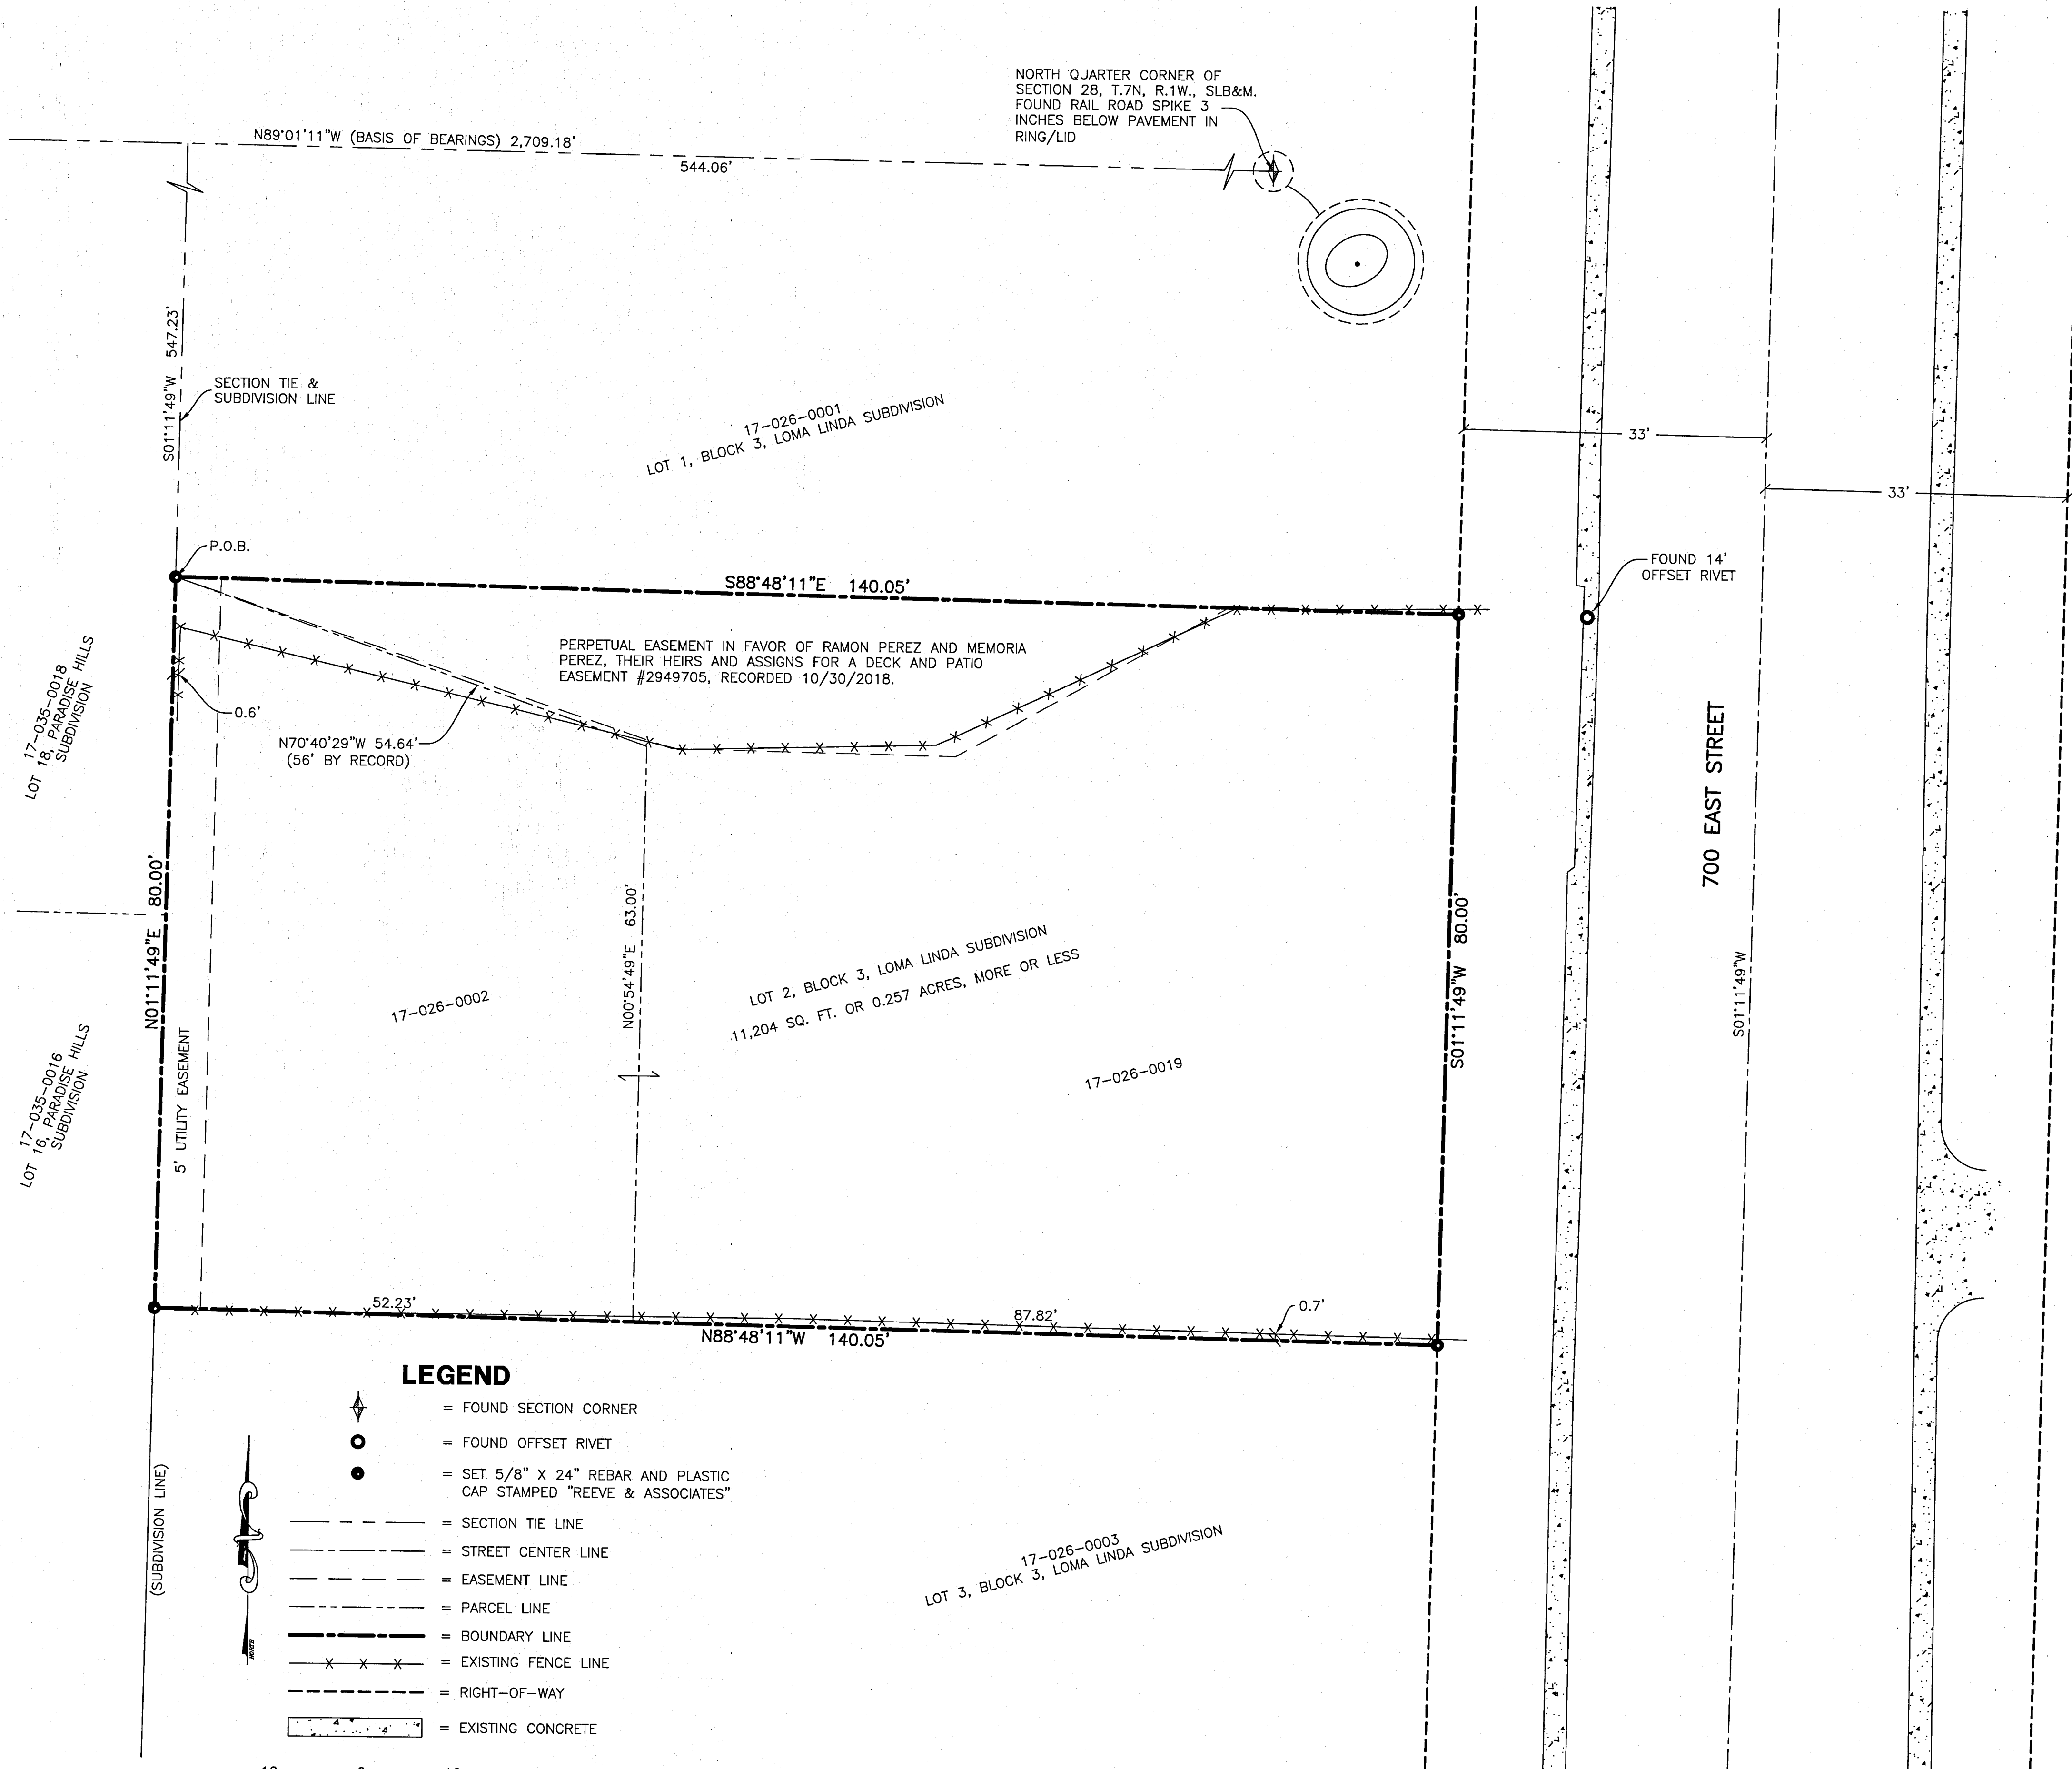 NORTH QUARTER CORNER OF
SECTION 28, T.7N, R.1W., SLB&M.
FOUND RAIL ROAD SPIKE 3
INCHES BELOW PAVEMENT IN
RING/LID
N89°01'11"W (BASIS OF BEARINGS) 2,709.18'
544.06'
S01°11'49"W 547.23'
SECTION TIE &
SUBDIVISION LINE
17-026-0001
LOT 1, BLOCK 3, LOMA LINDA SUBDIVISION
33'
33'
P.O.B.
S88°48'11"E 140.05'
FOUND 14'
OFFSET RIVET
PERPETUAL EASEMENT IN FAVOR OF RAMON PEREZ AND MEMORIA
PEREZ, THEIR HEIRS AND ASSIGNS FOR A DECK AND PATIO
EASEMENT #2949705, RECORDED 10/30/2018.
17-035-0018
LOT 18, PARADISE HILLS
SUBDIVISION
0.6'
N70°40'29"W 54.64'
(56' BY RECORD)
700 EAST STREET
N01°11'49"E 80.00'
N00°54'49"E 63.00'
S01°11'49"W 80.00'
S01°11'49"W
LOT 2, BLOCK 3, LOMA LINDA SUBDIVISION
11,204 SQ. FT. OR 0.257 ACRES, MORE OR LESS
17-026-0002
17-026-0019
17-035-0016
LOT 16, PARADISE HILLS
SUBDIVISION
5' UTILITY EASEMENT
52.23'
87.82'
0.7'
N88°48'11"W 140.05'
LEGEND
= FOUND SECTION CORNER
= FOUND OFFSET RIVET
= SET 5/8" X 24" REBAR AND PLASTIC
CAP STAMPED "REEVE & ASSOCIATES"
= SECTION TIE LINE
= STREET CENTER LINE
= EASEMENT LINE
= PARCEL LINE
= BOUNDARY LINE
= EXISTING FENCE LINE
= RIGHT-OF-WAY
= EXISTING CONCRETE
(SUBDIVISION LINE)
17-026-0003
LOT 3, BLOCK 3, LOMA LINDA SUBDIVISION